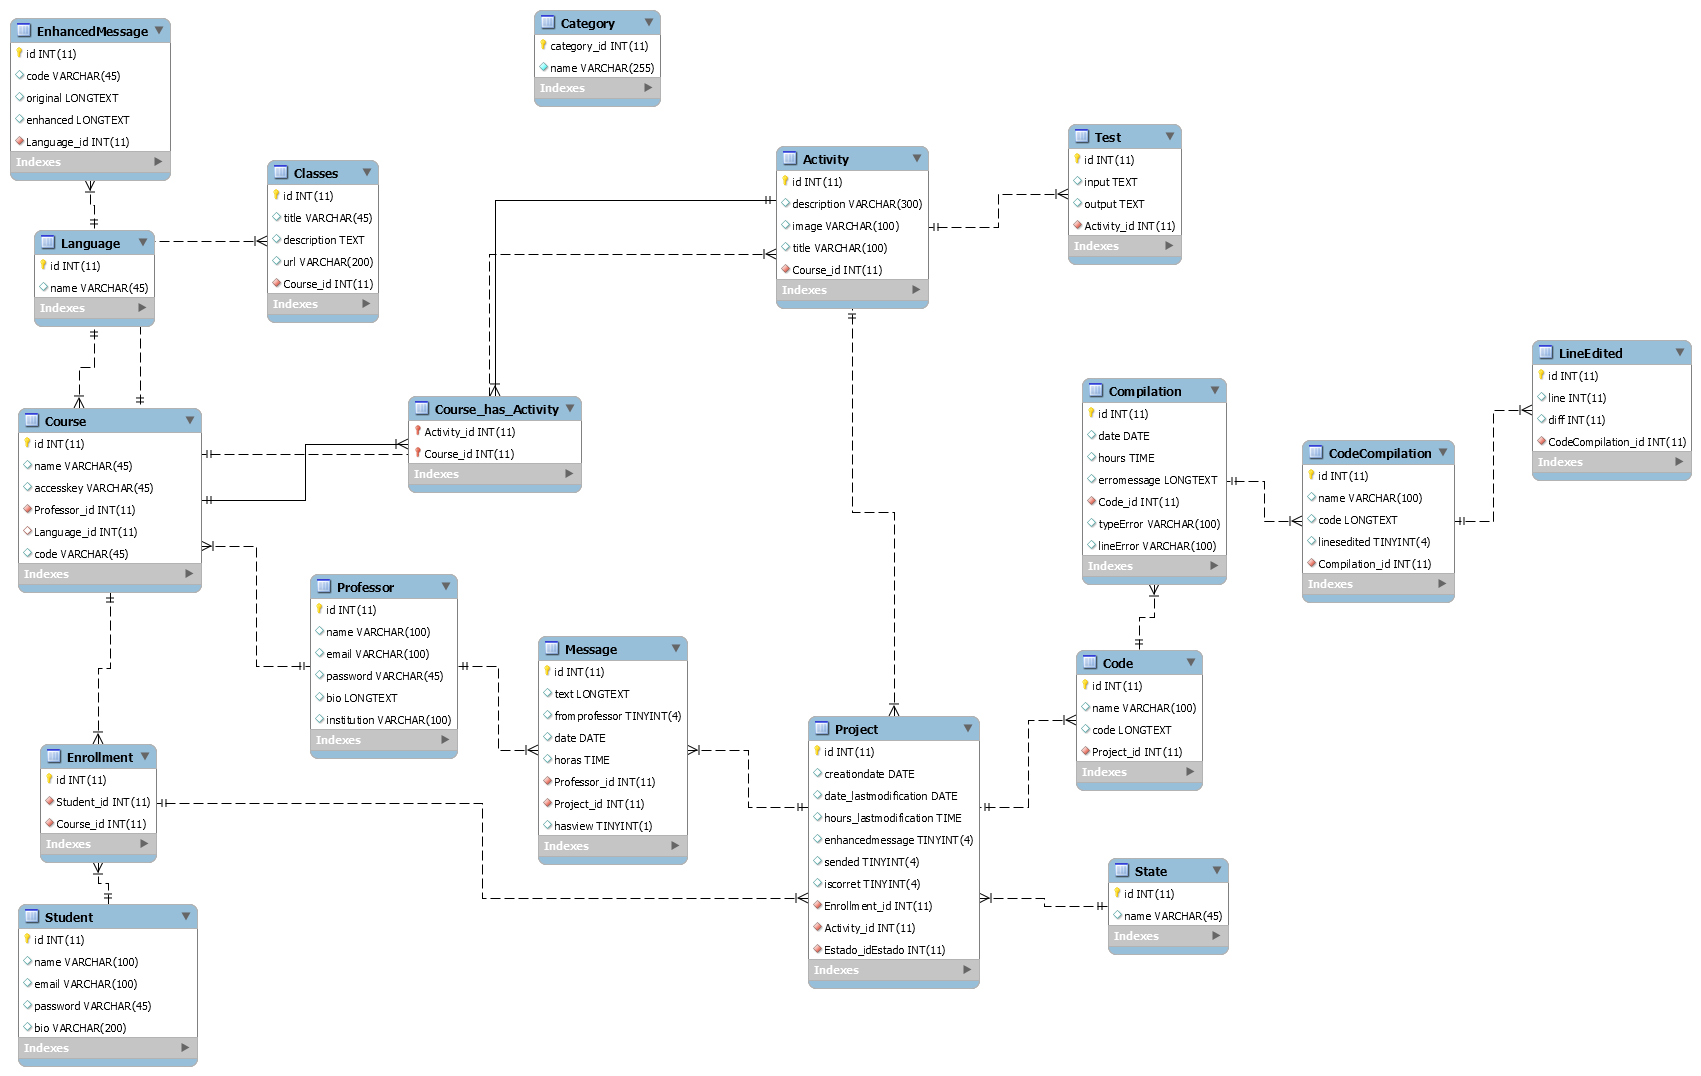 EnhancedMessage
id INT(11)
code VARCHAR(45)
original LONGTEXT
enhanced LONGTEXT
Language_id INT(11)
Indexes
Category
category_id INT(11)
name VARCHAR(255)
Indexes
Classes
id INT(11)
title VARCHAR(45)
description TEXT
url VARCHAR(200)
Course_id INT(11)
Indexes
Activity
id INT(11)
description VARCHAR(300)
image VARCHAR(100)
title VARCHAR(100)
Course_id INT(11)
Indexes
Test
id INT(11)
input TEXT
output TEXT
Activity_id INT(11)
Indexes
Language
id INT(11)
name VARCHAR(45)
Indexes
Course
id INT(11)
name VARCHAR(45)
accesskey VARCHAR(45)
Professor_id INT(11)
Language_id INT(11)
code VARCHAR(45)
Indexes
Course_has_Activity
Activity_id INT(11)
Course_id INT(11)
Indexes
Compilation
id INT(11)
date DATE
hours TIME
erromessage LONGTEXT
Code_id INT(11)
typeError VARCHAR(100)
lineError VARCHAR(100)
Indexes
CodeCompilation
id INT(11)
name VARCHAR(100)
code LONGTEXT
linesedited TINYINT(4)
Compilation_id INT(11)
Indexes
LineEdited
id INT(11)
line INT(11)
diff INT(11)
CodeCompilation_id INT(11)
Indexes
Professor
id INT(11)
name VARCHAR(100)
email VARCHAR(100)
password VARCHAR(45)
bio LONGTEXT
institution VARCHAR(100)
Indexes
Message
id INT(11)
text LONGTEXT
fromprofessor TINYINT(4)
date DATE
horas TIME
Professor_id INT(11)
Project_id INT(11)
hasview TINYINT(1)
Indexes
Code
id INT(11)
name VARCHAR(100)
code LONGTEXT
Project_id INT(11)
Indexes
Project
id INT(11)
creationdate DATE
date_lastmodification DATE
hours_lastmodification TIME
enhancedmessage TINYINT(4)
sended TINYINT(4)
iscorret TINYINT(4)
Enrollment_id INT(11)
Activity_id INT(11)
Estado_idEstado INT(11)
Indexes
Enrollment
id INT(11)
Student_id INT(11)
Course_id INT(11)
Indexes
State
id INT(11)
name VARCHAR(45)
Indexes
Student
id INT(11)
name VARCHAR(100)
email VARCHAR(100)
password VARCHAR(45)
bio VARCHAR(200)
Indexes